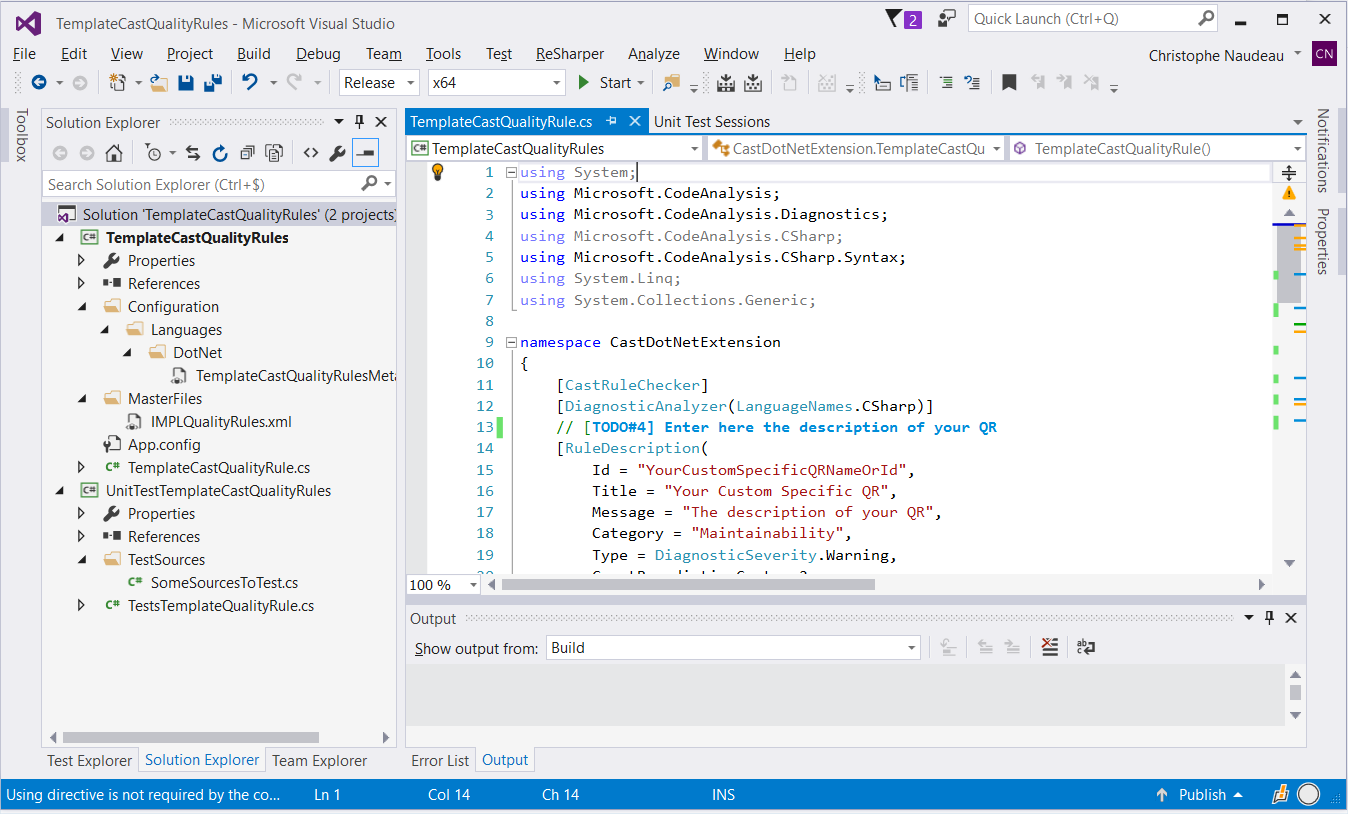 TemplateCastQualityRules - Microsoft Visual Studio
2
Quick Launch (Ctrl+Q)
File Edit View Project Build Debug Team Tools Test ReSharper Analyze Window Help
Christophe Naudeau CN
Release x64 Start
Toolbox
Solution Explorer
Search Solution Explorer (Ctrl+$)
Solution 'TemplateCastQualityRules' (2 projects)
C# TemplateCastQualityRules
Properties
References
Configuration
Languages
DotNet
TemplateCastQualityRulesMeta
MasterFiles
IMPLQualityRules.xml
App.config
C# TemplateCastQualityRule.cs
C# UnitTestTemplateCastQualityRules
Properties
References
TestSources
C# SomeSourcesToTest.cs
C# TestsTemplateQualityRule.cs
Test Explorer Solution Explorer Team Explorer
TemplateCastQualityRule.cs Unit Test Sessions
C# TemplateCastQualityRules CastDotNetExtension.TemplateCastQu TemplateCastQualityRule()
1 using System;
2 using Microsoft.CodeAnalysis;
3 using Microsoft.CodeAnalysis.Diagnostics;
4 using Microsoft.CodeAnalysis.CSharp;
5 using Microsoft.CodeAnalysis.CSharp.Syntax;
6 using System.Linq;
7 using System.Collections.Generic;
8
9 namespace CastDotNetExtension
10 {
11 [CastRuleChecker]
12 [DiagnosticAnalyzer(LanguageNames.CSharp)]
13 // [TODO#4] Enter here the description of your QR
14 [RuleDescription(
15 Id = "YourCustomSpecificQRNameOrId",
16 Title = "Your Custom Specific QR",
17 Message = "The description of your QR",
18 Category = "Maintainability",
19 Type = DiagnosticSeverity.Warning,
100 %
Notifications
Properties
Output
Show output from: Build
Error List Output
Using directive is not required by the co... Ln 1 Col 14 Ch 14 INS Publish